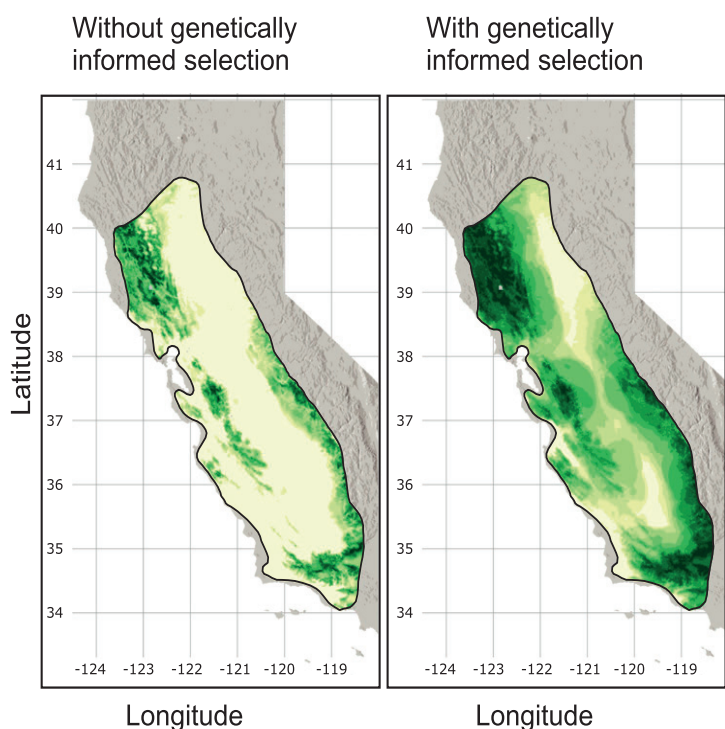 Without genetically
informed selection
With genetically
informed selection
Latitude
41
40
39
38
37
36
35
34
-124 -123 -122 -121 -120 -119
Longitude
41
40
39
38
37
36
35
34
-124 -123 -122 -121 -120 -119
Longitude